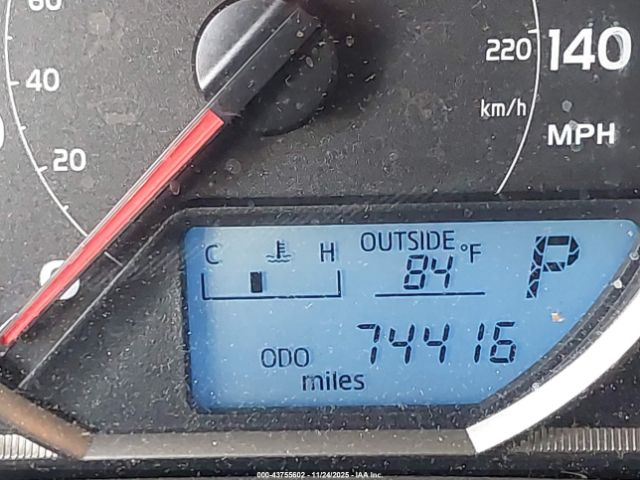 60
40
20
0
220
140
km/h
MPH
C H OUTSIDE 84 °F P
ODO 74416
miles
000-43755602 - 11/24/2025 - IAA Inc.